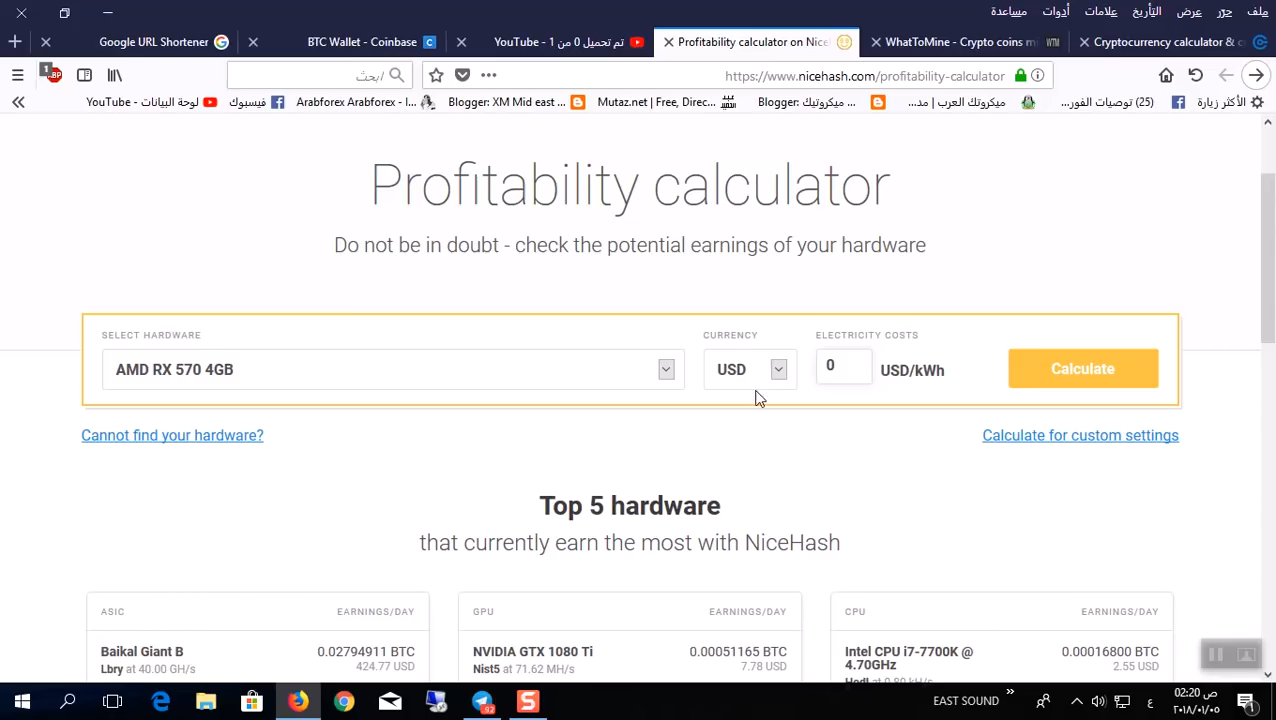 ملف
عرض
التأريخ
علامات
أدوات
مساعدة
Google URL Shortener
BTC Wallet - Coinbase
تم تحميل 0 من 1 - YouTube
Profitability calculator on NiceH
WhatToMine - Crypto coins m
Cryptocurrency calculator & c
ابحث
https://www.nicehash.com/profitability-calculator
لوحة البيانات - YouTube
فيسبوك
Arabforex Arabforex - I...
Blogger: XM Mid east ...
Mutaz.net | Free, Direc...
Blogger: ميكروتيك ...
ميكروتك العرب | مد...
(25) توصيات الفور...
الأكثر زيارة
Profitability calculator
Do not be in doubt - check the potential earnings of your hardware
SELECT HARDWARE
CURRENCY
ELECTRICITY COSTS
AMD RX 570 4GB
USD
0
USD/kWh
Calculate
Cannot find your hardware?
Calculate for custom settings
Top 5 hardware
that currently earn the most with NiceHash
ASIC EARNINGS/DAY
Baikal Giant B 0.02794911 BTC
Lbry at 40.00 GH/s 424.77 USD
GPU EARNINGS/DAY
NVIDIA GTX 1080 Ti 0.00051165 BTC
Nist5 at 71.62 MH/s 7.78 USD
CPU EARNINGS/DAY
Intel CPU i7-7700K @ 0.00016800 BTC
4.70GHz 2.55 USD
EAST SOUND
ع
02:20 ص
٢٠١٨/٠١/٠٥